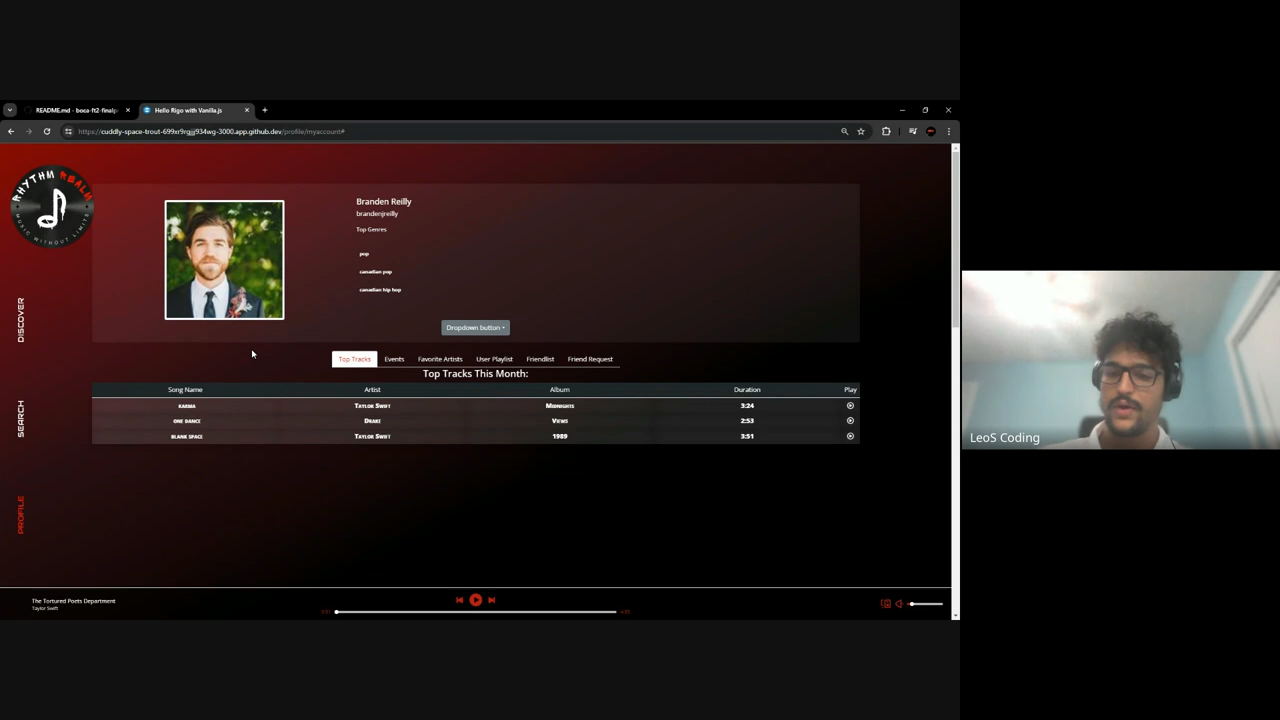 README.md - boca-ft2-finalp
Hello Rigo with Vanilla.js
https://cuddly-space-trout-699xr9rgjjj934wg-3000.app.github.dev/profile/myaccount#
RHYTHM REALM
MUSIC WITHOUT LIMITS
DISCOVER
SEARCH
PROFILE
Branden Reilly
brandenjreilly
Top Genres
pop
canadian pop
canadian hip hop
Dropdown button
Top Tracks Events Favorite Artists User Playlist Friendlist Friend Request
Top Tracks This Month:
Song Name Artist Album Duration Play
KARMA TAYLOR SWIFT MIDNIGHTS 3:24
ONE DANCE DRAKE VIEWS 2:53
BLANK SPACE TAYLOR SWIFT 1989 3:51
The Tortured Poets Department
Taylor Swift
LeoS Coding